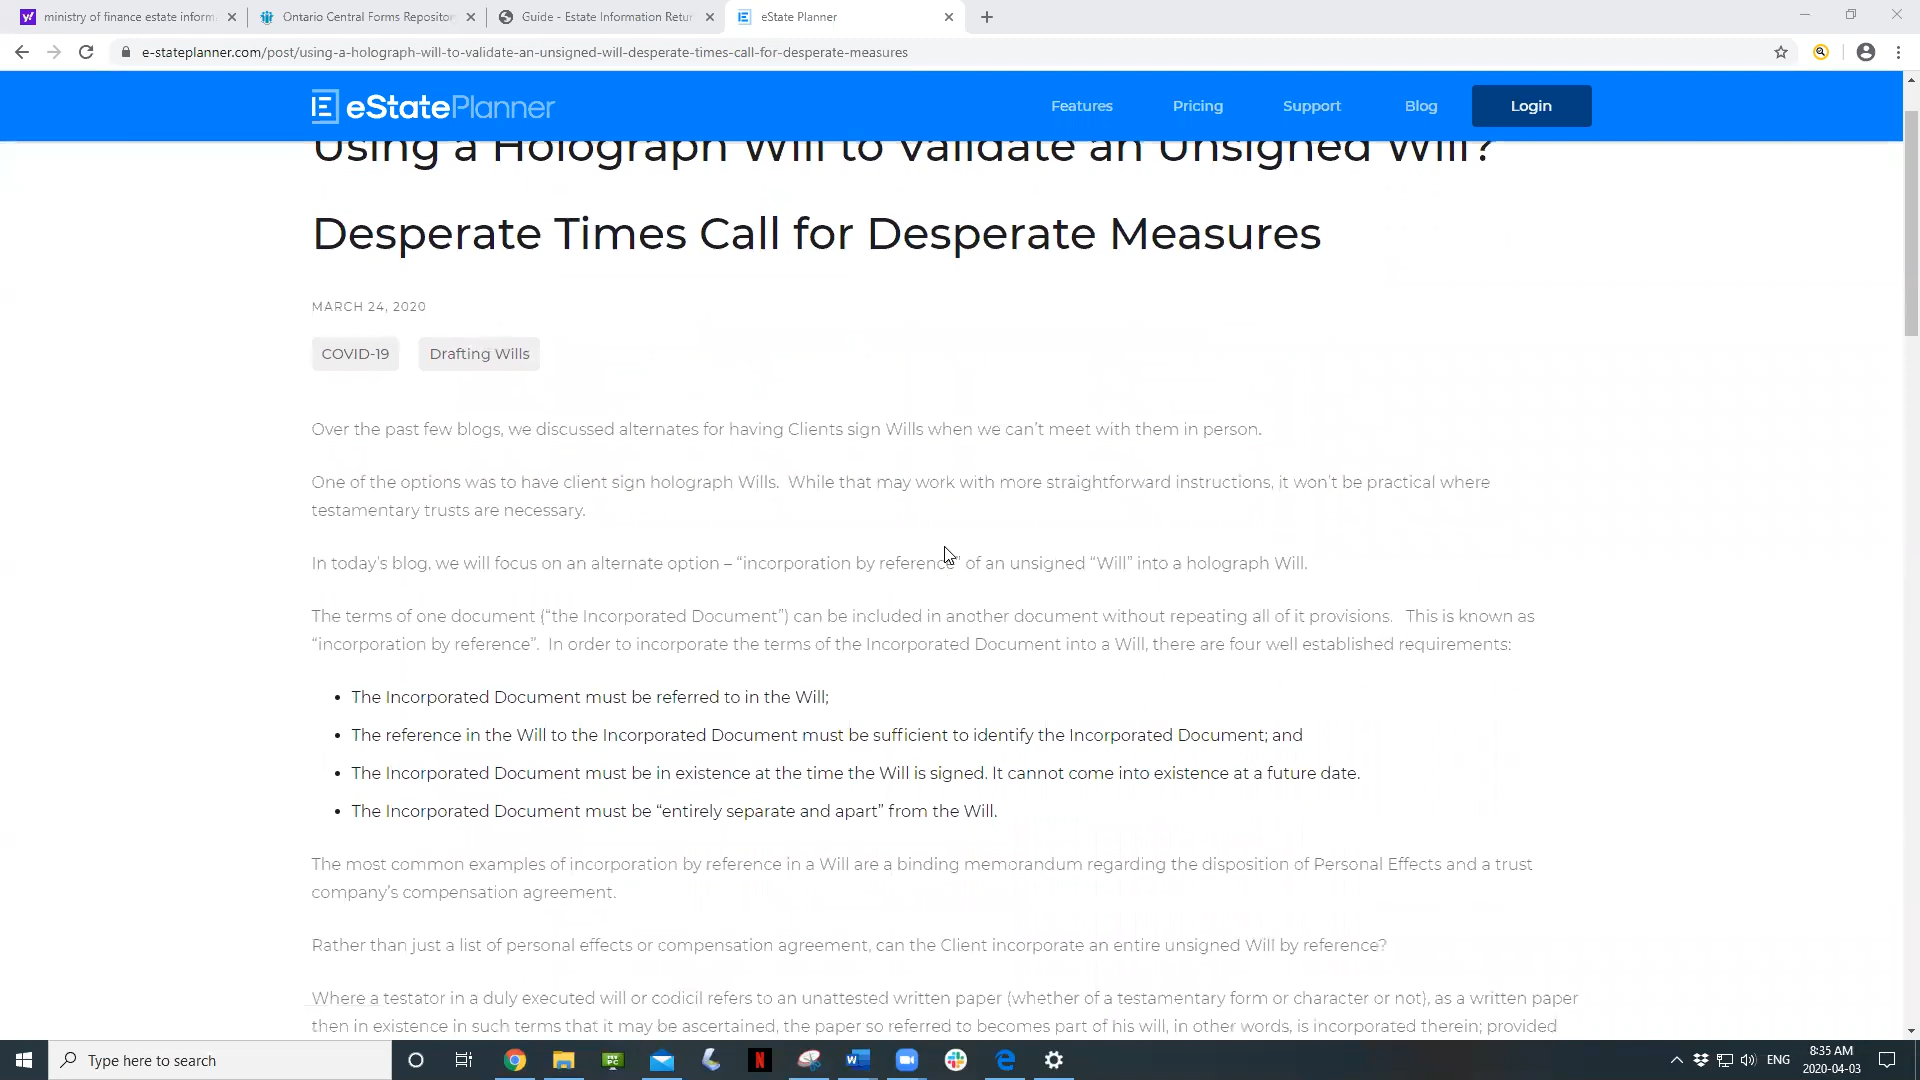 ministry of finance estate inform
Ontario Central Forms Repositor
Guide - Estate Information Retur
eState Planner
e-stateplanner.com/post/using-a-holograph-will-to-validate-an-unsigned-will-desperate-times-call-for-desperate-measures
eStatePlanner
Features
Pricing
Support
Blog
Login
Using a Holograph Will to Validate an Unsigned Will?
Desperate Times Call for Desperate Measures
MARCH 24, 2020
COVID-19
Drafting Wills
Over the past few blogs, we discussed alternates for having Clients sign Wills when we can't meet with them in person.
One of the options was to have client sign holograph Wills. While that may work with more straightforward instructions, it won't be practical where
testamentary trusts are necessary.
In today's blog, we will focus on an alternate option – “incorporation by reference” of an unsigned “Will” into a holograph Will.
The terms of one document (“the Incorporated Document”) can be included in another document without repeating all of it provisions. This is known as
“incorporation by reference”. In order to incorporate the terms of the Incorporated Document into a Will, there are four well established requirements:
• The Incorporated Document must be referred to in the Will;
• The reference in the Will to the Incorporated Document must be sufficient to identify the Incorporated Document; and
• The Incorporated Document must be in existence at the time the Will is signed. It cannot come into existence at a future date.
• The Incorporated Document must be “entirely separate and apart” from the Will.
The most common examples of incorporation by reference in a Will are a binding memorandum regarding the disposition of Personal Effects and a trust
company's compensation agreement.
Rather than just a list of personal effects or compensation agreement, can the Client incorporate an entire unsigned Will by reference?
Where a testator in a duly executed will or codicil refers to an unattested written paper (whether of a testamentary form or character or not), as a written paper
then in existence in such terms that it may be ascertained, the paper so referred to becomes part of his will, in other words, is incorporated therein; provided
Type here to search
ENG
8:35 AM
2020-04-03